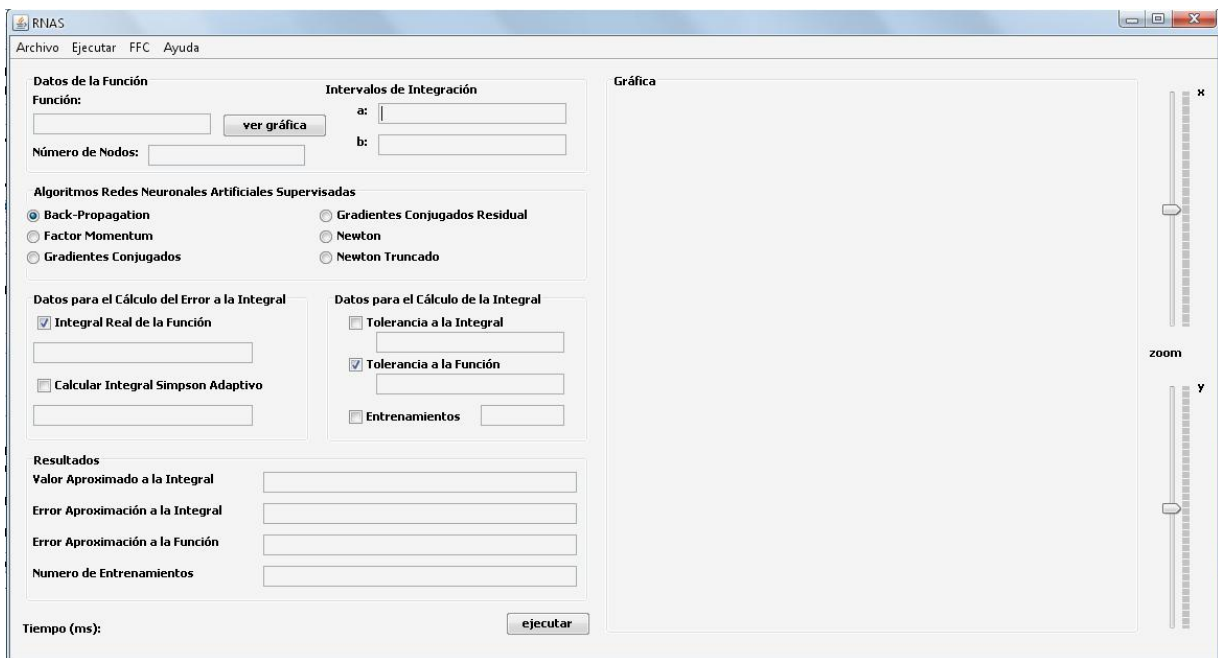 RNAS
Archivo Ejecutar FFC Ayuda
Datos de la Función
Función:
ver gráfica
Número de Nodos:
Intervalos de Integración
a:
b:
Algoritmos Redes Neuronales Artificiales Supervisadas
Back-Propagation
Factor Momentum
Gradientes Conjugados
Gradientes Conjugados Residual
Newton
Newton Truncado
Datos para el Cálculo del Error a la Integral
Integral Real de la Función
Calcular Integral Simpson Adaptivo
Datos para el Cálculo de la Integral
Tolerancia a la Integral
Tolerancia a la Función
Entrenamientos
Resultados
Valor Aproximado a la Integral
Error Aproximación a la Integral
Error Aproximación a la Función
Numero de Entrenamientos
Tiempo (ms):
ejecutar
Gráfica
x
zoom
y